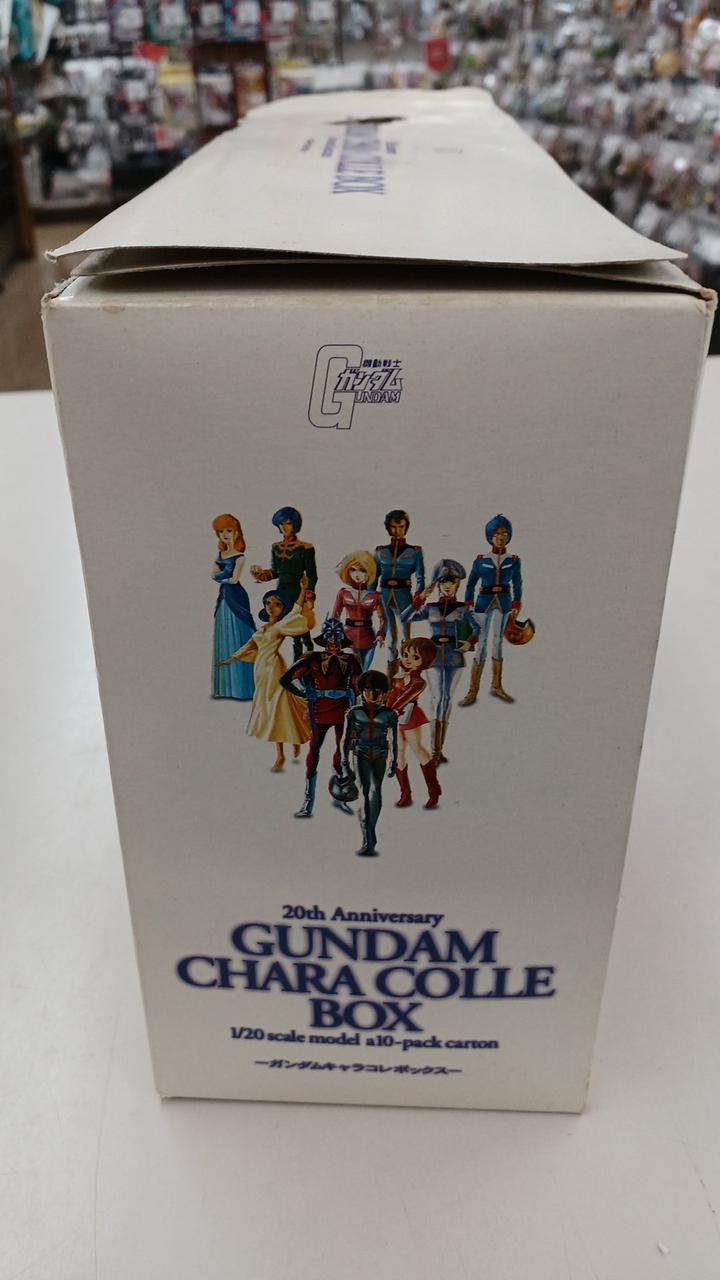 機動戦士
ガンダム
GUNDAM
20th Anniversary
GUNDAM
CHARA COLLE
BOX
1/20 scale model a10-pack carton
—ガンダムキャラコレボックス—